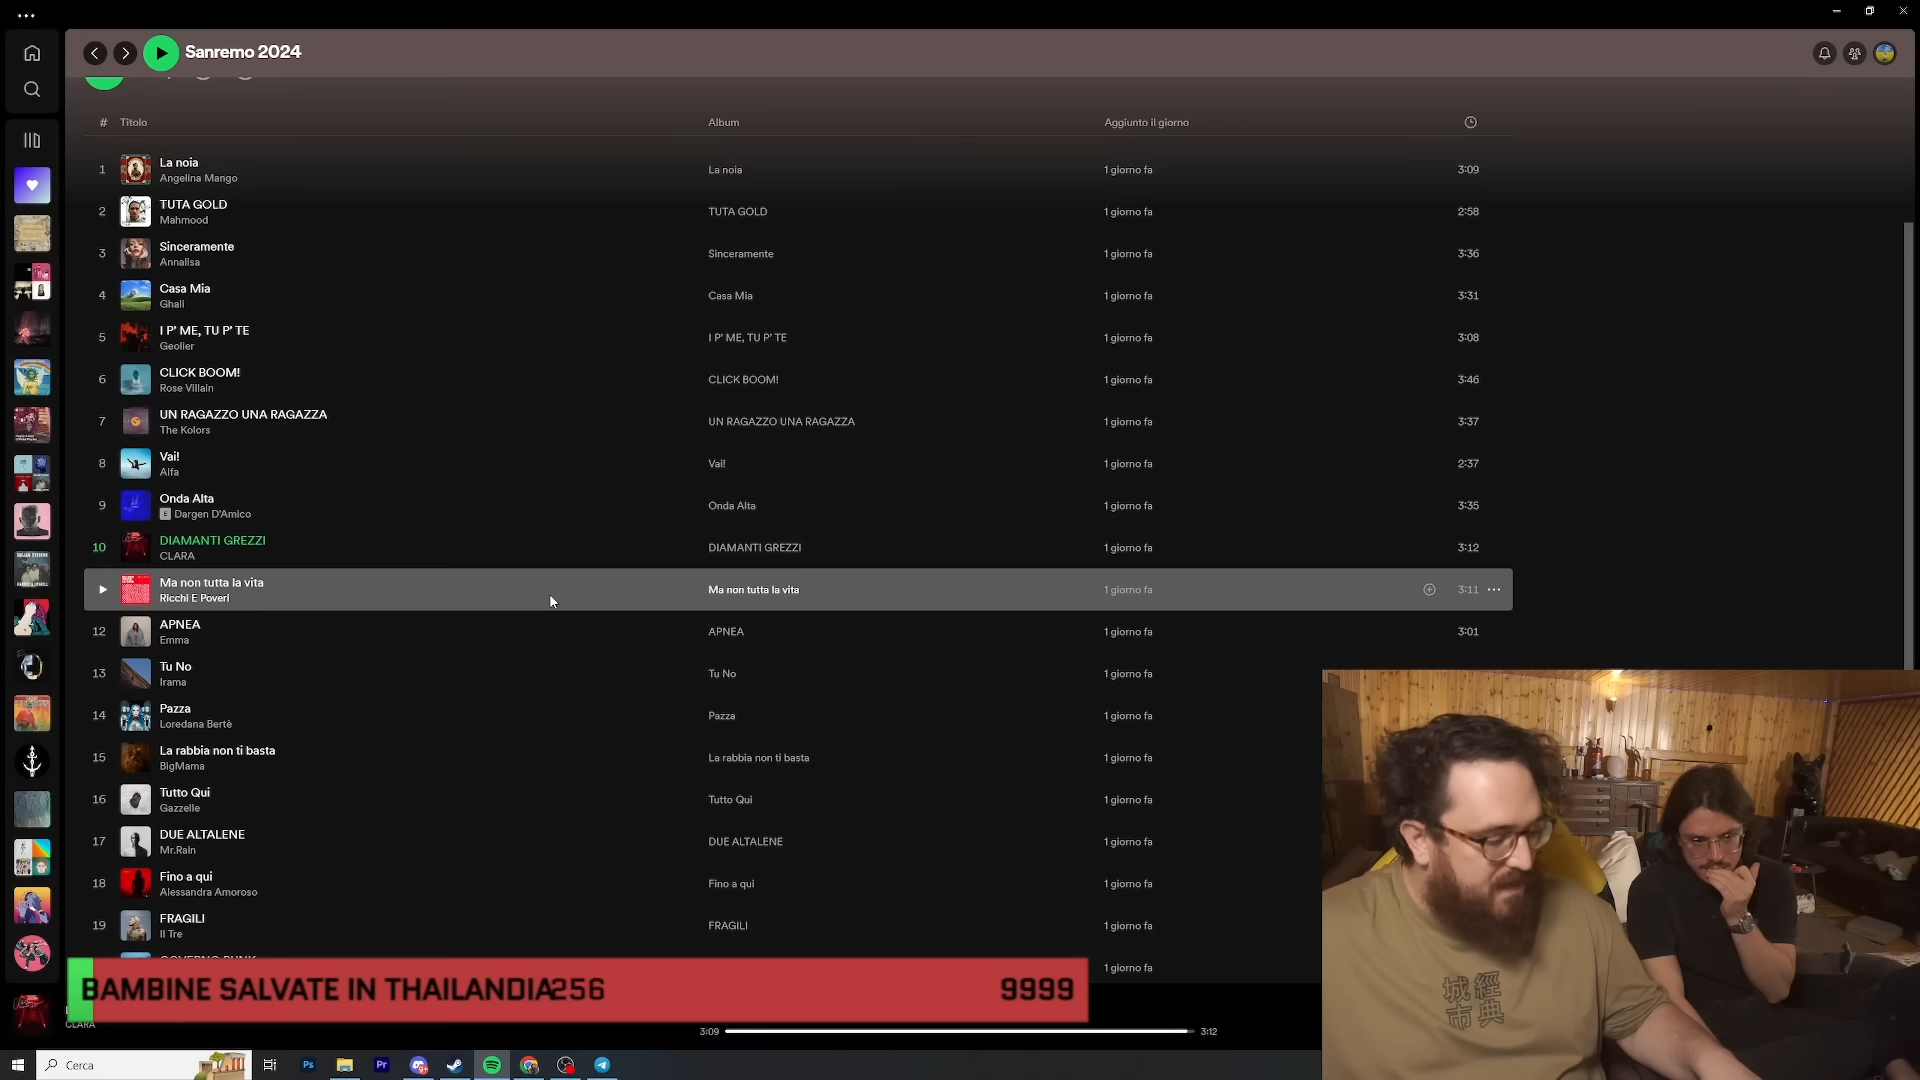 Sanremo 2024
# Titolo Album Aggiunto il giorno
1 La noia La noia 1 giorno fa 3:09
Angelina Mango
2 TUTA GOLD TUTA GOLD 1 giorno fa 2:58
Mahmood
3 Sinceramente Sinceramente 1 giorno fa 3:36
Annalisa
4 Casa Mia Casa Mia 1 giorno fa 3:31
Ghali
5 I P' ME, TU P' TE I P' ME, TU P' TE 1 giorno fa 3:08
Geolier
6 CLICK BOOM! CLICK BOOM! 1 giorno fa 3:46
Rose Villain
7 UN RAGAZZO UNA RAGAZZA UN RAGAZZO UNA RAGAZZA 1 giorno fa 3:37
The Kolors
8 Vai! Vai! 1 giorno fa 2:37
Alfa
9 Onda Alta Onda Alta 1 giorno fa 3:35
E Dargen D'Amico
10 DIAMANTI GREZZI DIAMANTI GREZZI 1 giorno fa 3:12
CLARA
Ma non tutta la vita Ma non tutta la vita 1 giorno fa 3:11
Ricchi E Poveri
12 APNEA APNEA 1 giorno fa 3:01
Emma
13 Tu No Tu No 1 giorno fa
Irama
14 Pazza Pazza 1 giorno fa
Loredana Bertè
15 La rabbia non ti basta La rabbia non ti basta 1 giorno fa
BigMama
16 Tutto Qui Tutto Qui 1 giorno fa
Gazzelle
17 DUE ALTALENE DUE ALTALENE 1 giorno fa
Mr.Rain
18 Fino a qui Fino a qui 1 giorno fa
Alessandra Amoroso
19 FRAGILI FRAGILI 1 giorno fa
Il Tre
1 giorno fa
BAMBINE SALVATE IN THAILANDIA 256 9999
CLARA
3:09 3:12
Cerca
Ps
Pr
9+
城 經
市 典